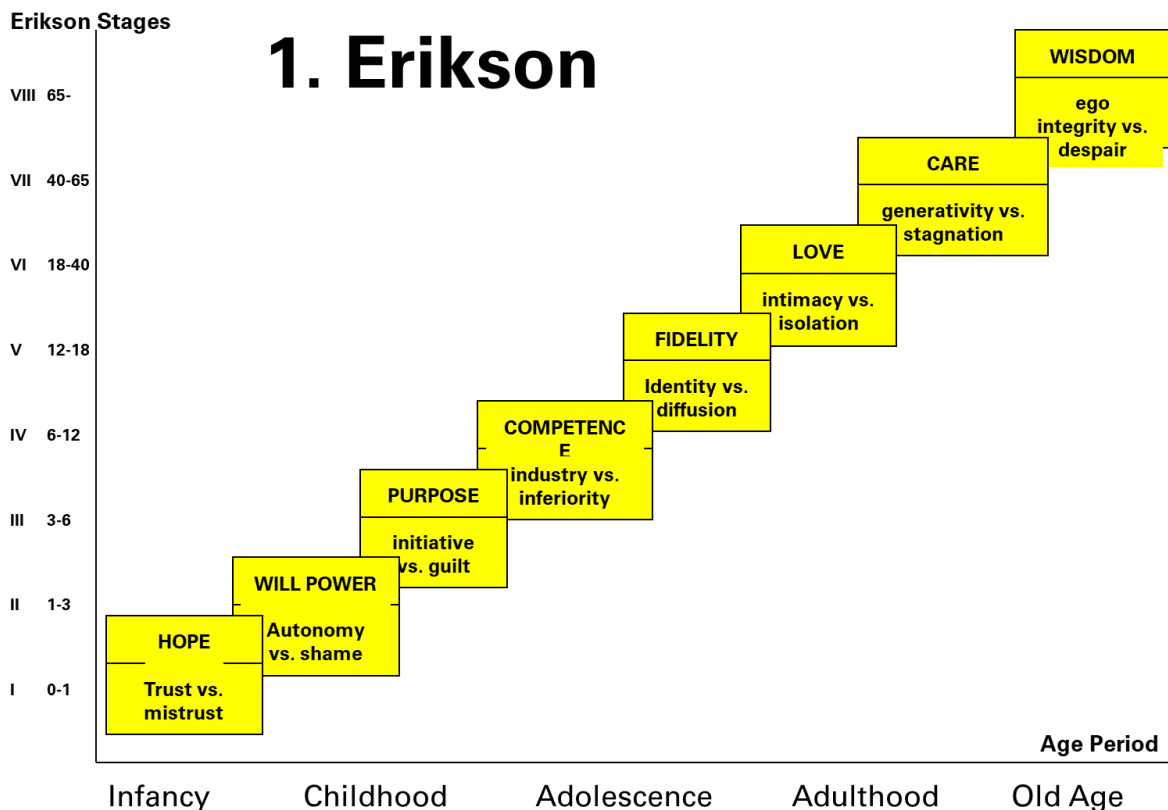 Erikson Stages
1. Erikson
WISDOM
ego
integrity vs.
despair
VIII 65-
CARE
generativity vs.
stagnation
VII 40-65
LOVE
intimacy vs.
isolation
VI 18-40
FIDELITY
Identity vs.
diffusion
V 12-18
COMPETENC
E
industry vs.
inferiority
IV 6-12
PURPOSE
initiative
vs. guilt
III 3-6
WILL POWER
Autonomy
vs. shame
II 1-3
HOPE
Trust vs.
mistrust
I 0-1
Age Period
Infancy Childhood Adolescence Adulthood Old Age